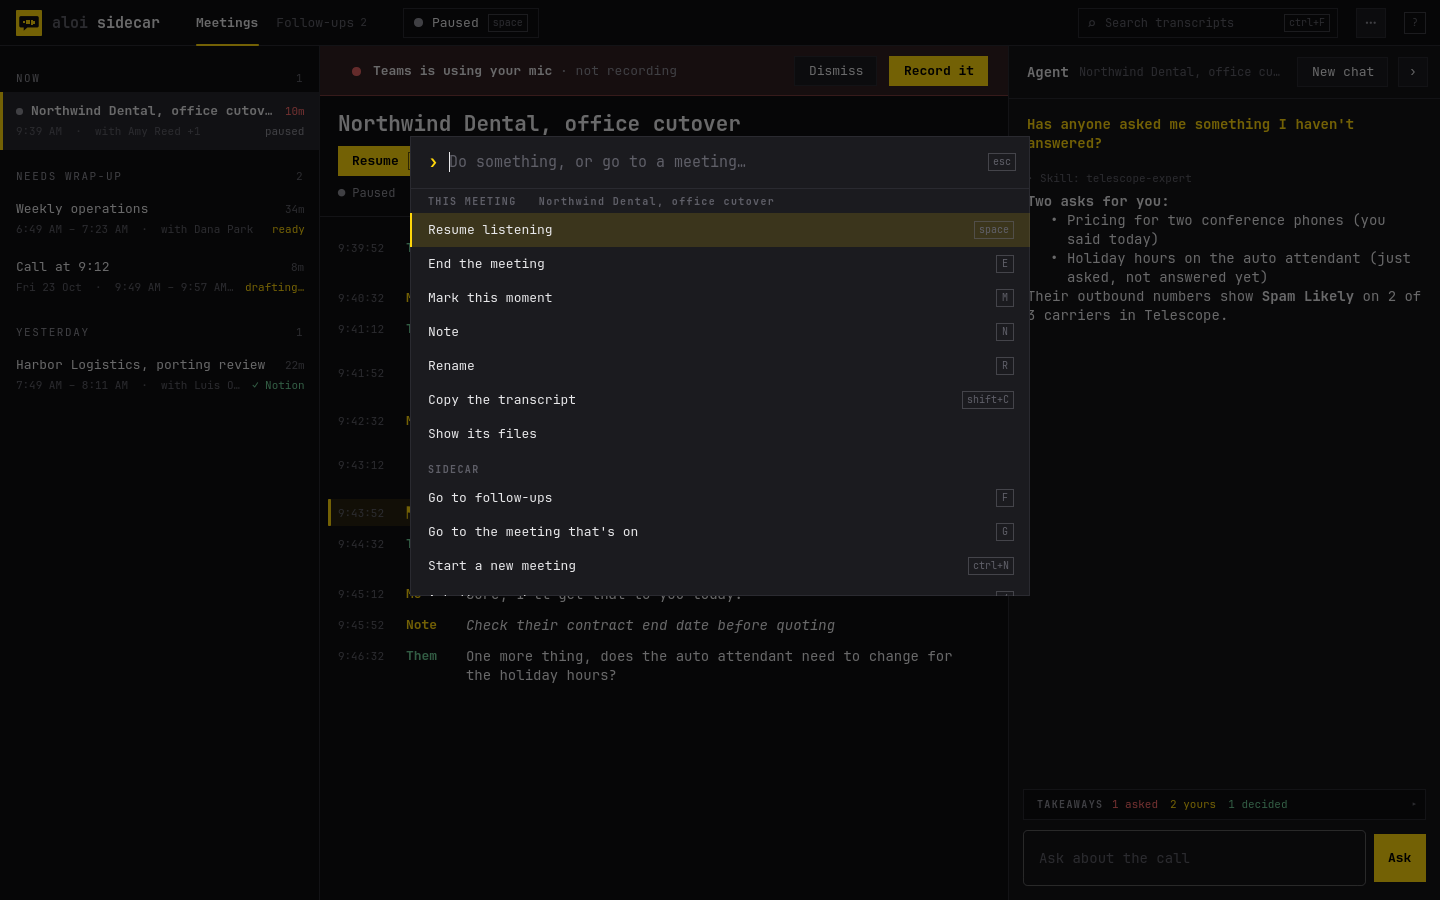 aloi sidecar
Meetings
Follow-ups 2
Paused space
Search transcripts ctrl+F
?
NOW 1
Northwind Dental, office cutov… 10m
9:39 AM · with Amy Reed +1 paused
NEEDS WRAP-UP 2
Weekly operations 34m
6:49 AM – 7:23 AM · with Dana Park ready
Call at 9:12 8m
Fri 23 Oct · 9:49 AM – 9:57 AM… drafting…
YESTERDAY 1
Harbor Logistics, porting review 22m
7:49 AM – 8:11 AM · with Luis O… ✓ Notion
Teams is using your mic · not recording
Dismiss
Record it
Northwind Dental, office cutover
Resume
Paused
❯ Do something, or go to a meeting… esc
THIS MEETING Northwind Dental, office cutover
Resume listening space
End the meeting E
Mark this moment M
Note N
Rename R
Copy the transcript shift+C
Show its files
SIDECAR
Go to follow-ups F
Go to the meeting that's on G
Start a new meeting ctrl+N
9:39:52
9:40:32
9:41:12
9:41:52
9:42:32
9:43:12
9:43:52
9:44:32
9:45:12
9:45:52 Note Check their contract end date before quoting
9:46:32 Them One more thing, does the auto attendant need to change for
the holiday hours?
Agent Northwind Dental, office cu…
New chat
›
Has anyone asked me something I haven't
answered?
· Skill: telescope-expert
Two asks for you:
• Pricing for two conference phones (you
said today)
• Holiday hours on the auto attendant (just
asked, not answered yet)
Their outbound numbers show Spam Likely on 2 of
3 carriers in Telescope.
TAKEAWAYS 1 asked 2 yours 1 decided
Ask about the call
Ask